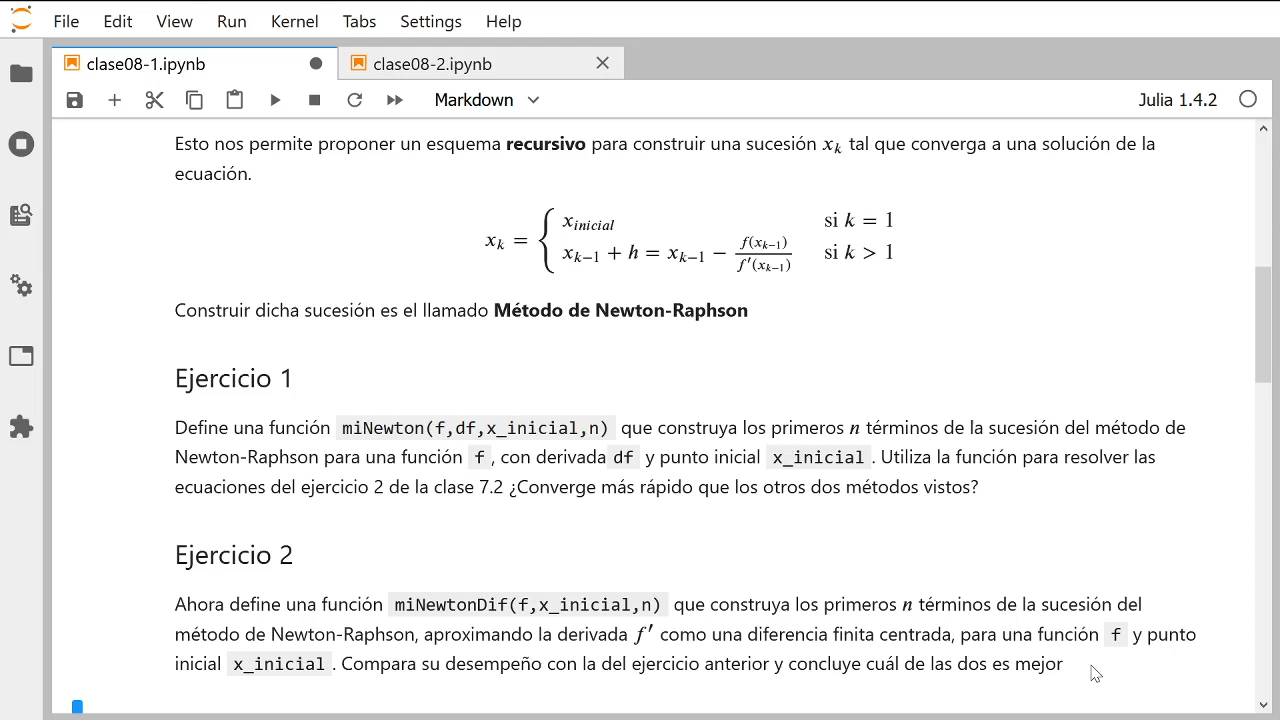 File Edit View Run Kernel Tabs Settings Help
clase08-1.ipynb clase08-2.ipynb
Markdown Julia 1.4.2
Esto nos permite proponer un esquema recursivo para construir una sucesión x_k tal que converga a una solución de la
ecuación.
x_k = { x_{inicial} si k = 1
x_{k−1} + h = x_{k−1} − f(x_{k−1})/f′(x_{k−1}) si k > 1
Construir dicha sucesión es el llamado Método de Newton-Raphson
Ejercicio 1
Define una función miNewton(f,df,x_inicial,n) que construya los primeros n términos de la sucesión del método de
Newton-Raphson para una función f, con derivada df y punto inicial x_inicial. Utiliza la función para resolver las
ecuaciones del ejercicio 2 de la clase 7.2 ¿Converge más rápido que los otros dos métodos vistos?
Ejercicio 2
Ahora define una función miNewtonDif(f,x_inicial,n) que construya los primeros n términos de la sucesión del
método de Newton-Raphson, aproximando la derivada f′ como una diferencia finita centrada, para una función f y punto
inicial x_inicial. Compara su desempeño con la del ejercicio anterior y concluye cuál de las dos es mejor